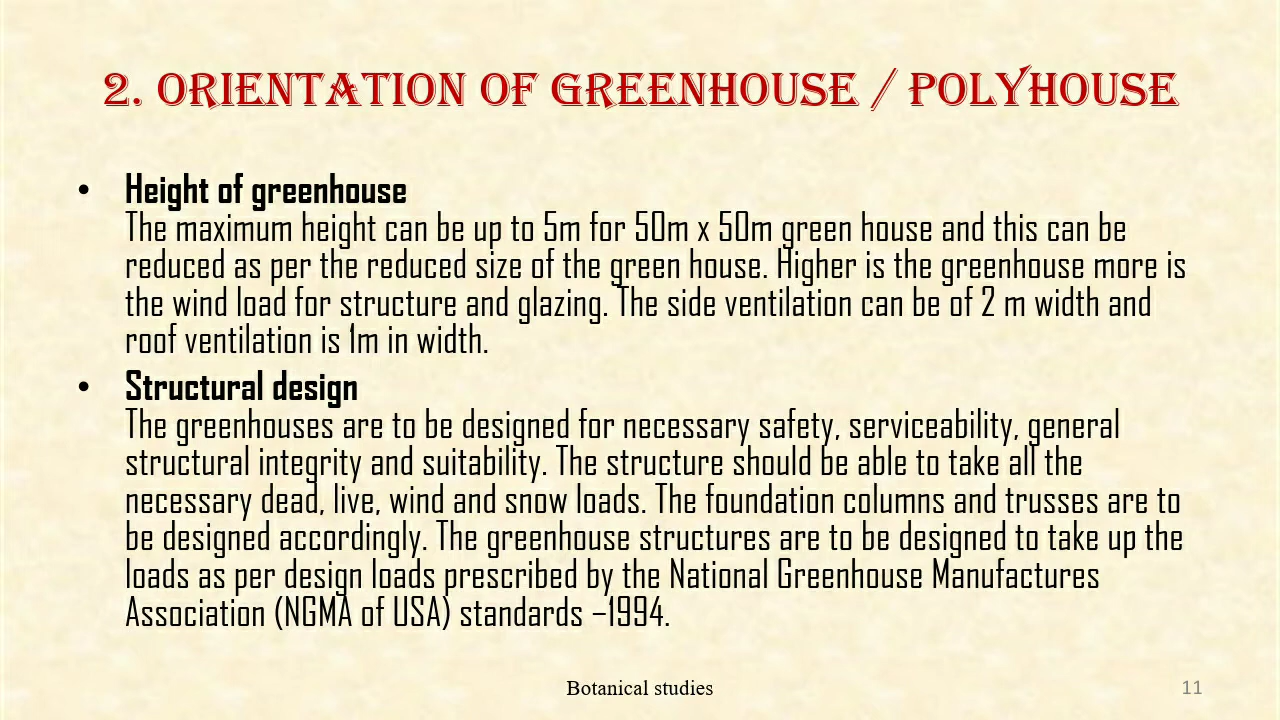 2. ORIENTATION OF GREENHOUSE / POLYHOUSE
• Height of greenhouse
The maximum height can be up to 5m for 50m x 50m green house and this can be
reduced as per the reduced size of the green house. Higher is the greenhouse more is
the wind load for structure and glazing. The side ventilation can be of 2 m width and
roof ventilation is 1m in width.
• Structural design
The greenhouses are to be designed for necessary safety, serviceability, general
structural integrity and suitability. The structure should be able to take all the
necessary dead, live, wind and snow loads. The foundation columns and trusses are to
be designed accordingly. The greenhouse structures are to be designed to take up the
loads as per design loads prescribed by the National Greenhouse Manufactures
Association (NGMA of USA) standards –1994.
Botanical studies
11